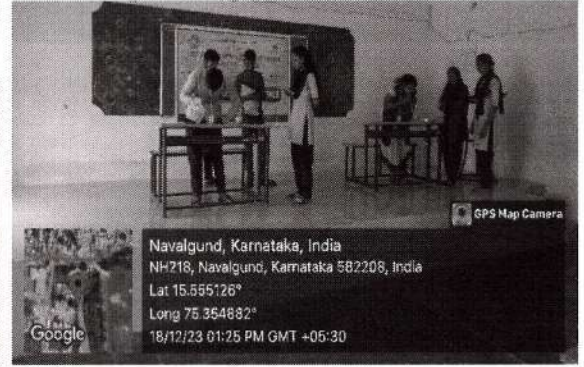 GPS Map Camera
Navalgund, Karnataka, India
NH218, Navalgund, Karnataka 582208, India
Lat 15.555126°
Long 75.354882°
18/12/23 01:25 PM GMT +05:30
Google